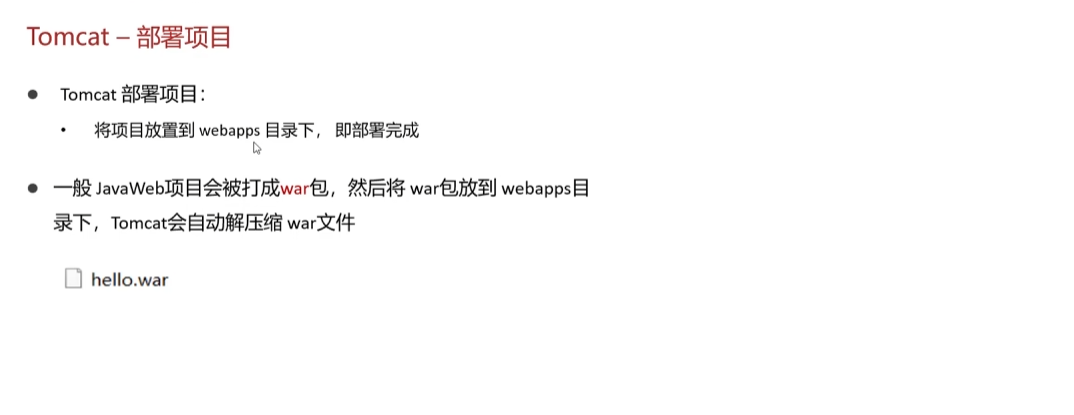 Tomcat – 部署项目
● Tomcat 部署项目：
• 将项目放置到 webapps 目录下， 即部署完成
● 一般 JavaWeb项目会被打成war包，然后将 war包放到 webapps目
录下，Tomcat会自动解压缩 war文件
hello.war